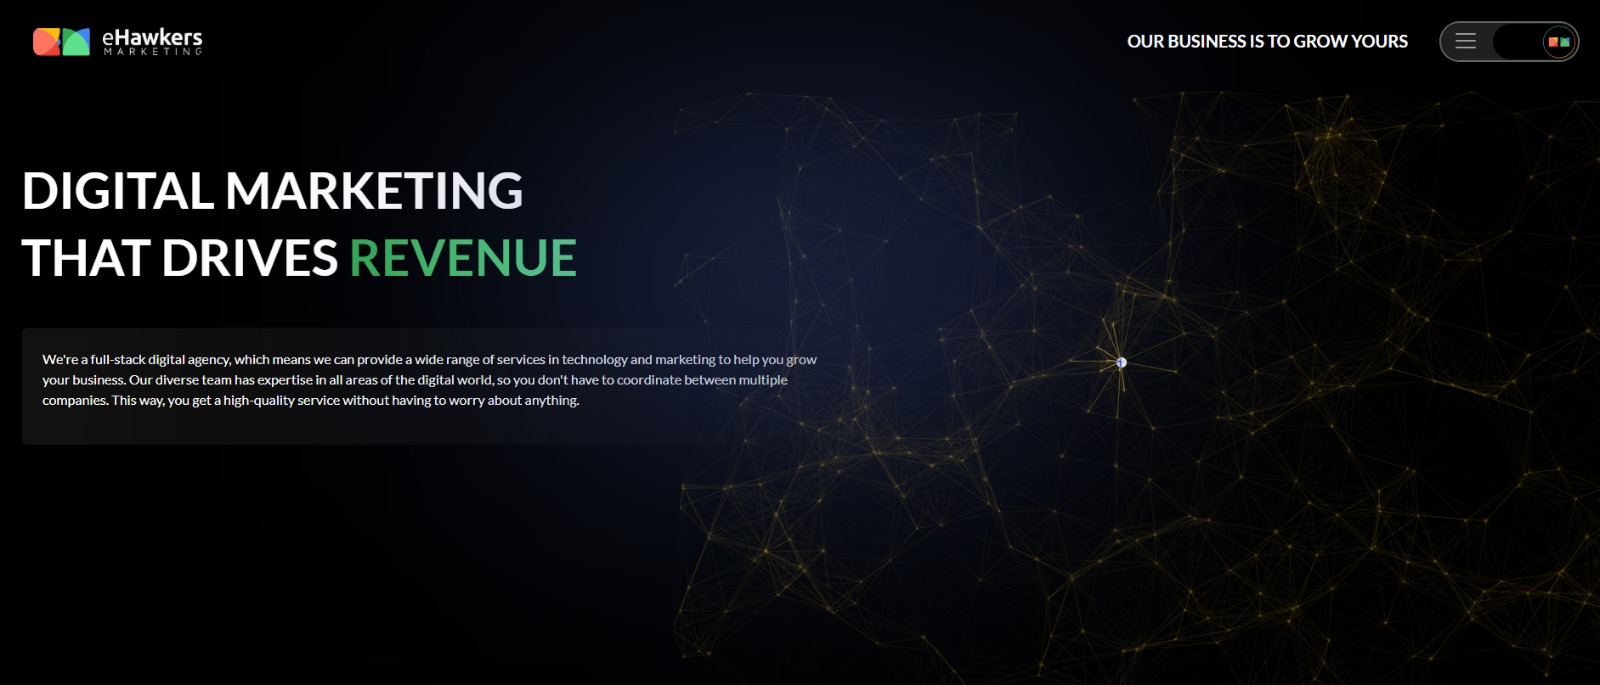 eHawkers
MARKETING
OUR BUSINESS IS TO GROW YOURS
DIGITAL MARKETING
THAT DRIVES REVENUE
We're a full-stack digital agency, which means we can provide a wide range of services in technology and marketing to help you grow
your business. Our diverse team has expertise in all areas of the digital world, so you don't have to coordinate between multiple
companies. This way, you get a high-quality service without having to worry about anything.